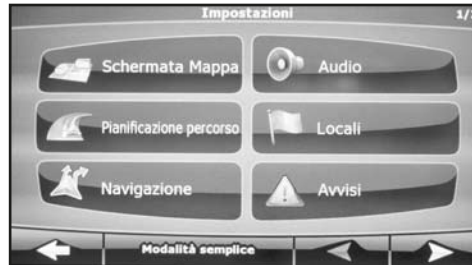 Impostazioni
Schermata Mappa
Audio
Pianificazione percorso
Locali
Navigazione
Avvisi
Modalità semplice